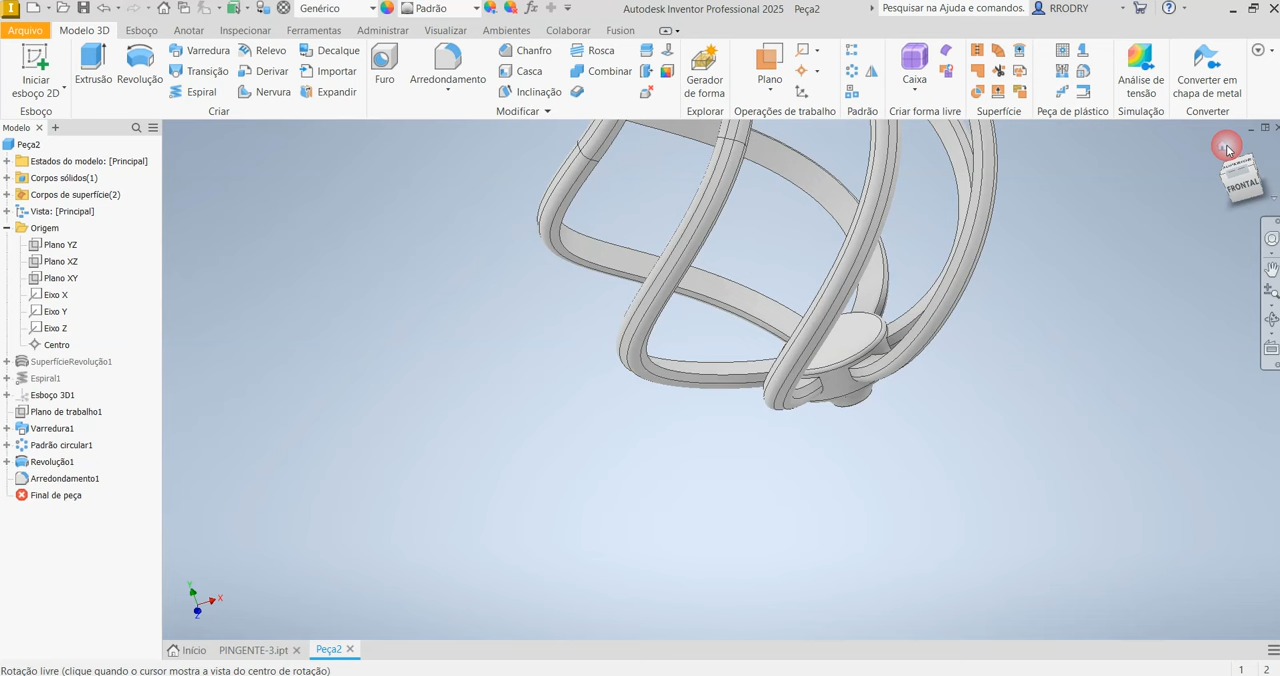 Genérico
Padrão
fx
Autodesk Inventor Professional 2025 Peça2
Pesquisar na Ajuda e comandos.
RRODRY
Arquivo Modelo 3D Esboço Anotar Inspecionar Ferramentas Administrar Visualizar Ambientes Colaborar Fusion
Iniciar esboço 2D
Esboço
Extrusão Revolução
Varredura Relevo Decalque
Transição Derivar Importar
Espiral Nervura Expandir
Criar
Furo Arredondamento
Chanfro Rosca
Casca Combinar
Inclinação
Modificar
Gerador de forma
Explorar
Plano
Operações de trabalho
Padrão
Caixa
Criar forma livre
Superfície
Peça de plástico
Análise de tensão
Simulação
Converter em chapa de metal
Converter
Modelo
Peça2
Estados do modelo: [Principal]
Corpos sólidos(1)
Corpos de superfície(2)
Vista: [Principal]
Origem
Plano YZ
Plano XZ
Plano XY
Eixo X
Eixo Y
Eixo Z
Centro
SuperfícieRevolução1
Espiral1
Esboço 3D1
Plano de trabalho1
Varredura1
Padrão circular1
Revolução1
Arredondamento1
Final de peça
SUPERIOR
FRONTAL
Y
X
Z
Início PINGENTE-3.ipt Peça2
Rotação livre (clique quando o cursor mostra a vista do centro de rotação)
1 2